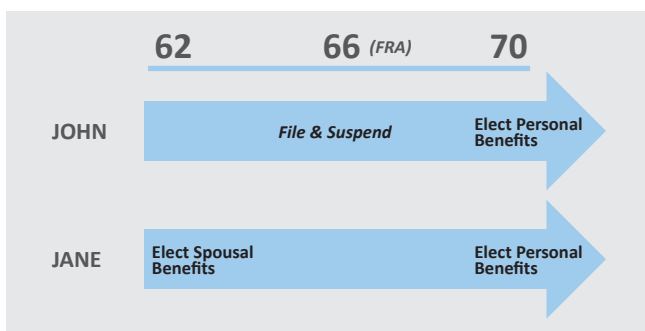 62 66 (FRA) 70
JOHN
File & Suspend
Elect Personal
Benefits
JANE
Elect Spousal
Benefits
Elect Personal
Benefits